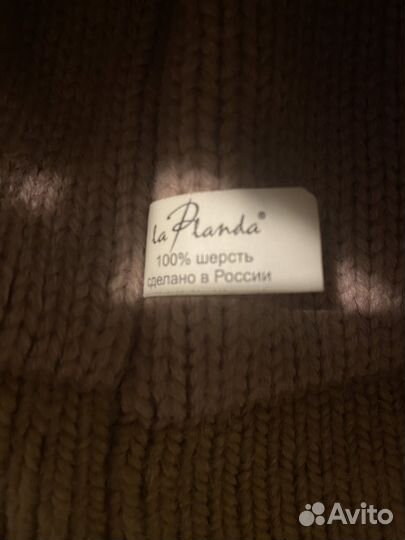 la Planda®
100% шерсть
сделано в России
Avito